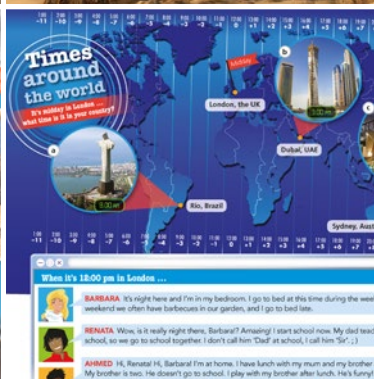 Times
around
the world
It's midday in London ...
what time is it in your country?
Midday
London, the UK
b
3:00 PM
Dubai, UAE
a
9:00 AM
Rio, Brazil
Sydney, Aust
When it's 12:00 pm in London ...
BARBARA It's night here and I'm in my bedroom. I go to bed at this time during the week
weekend we often have barbecues in our garden, and I go to bed late.
RENATA Wow, is it really night there, Barbara!? Amazing! I start school now. My dad teach
school, so we go to school together. I don't call him 'Dad' at school, I call him 'Sir'. ;)
AHMED Hi, Renata! Hi, Barbara! I'm at home. I have lunch with my mum and my brother
My brother is two. He doesn't go to school. I play with my brother after lunch. He's funny!